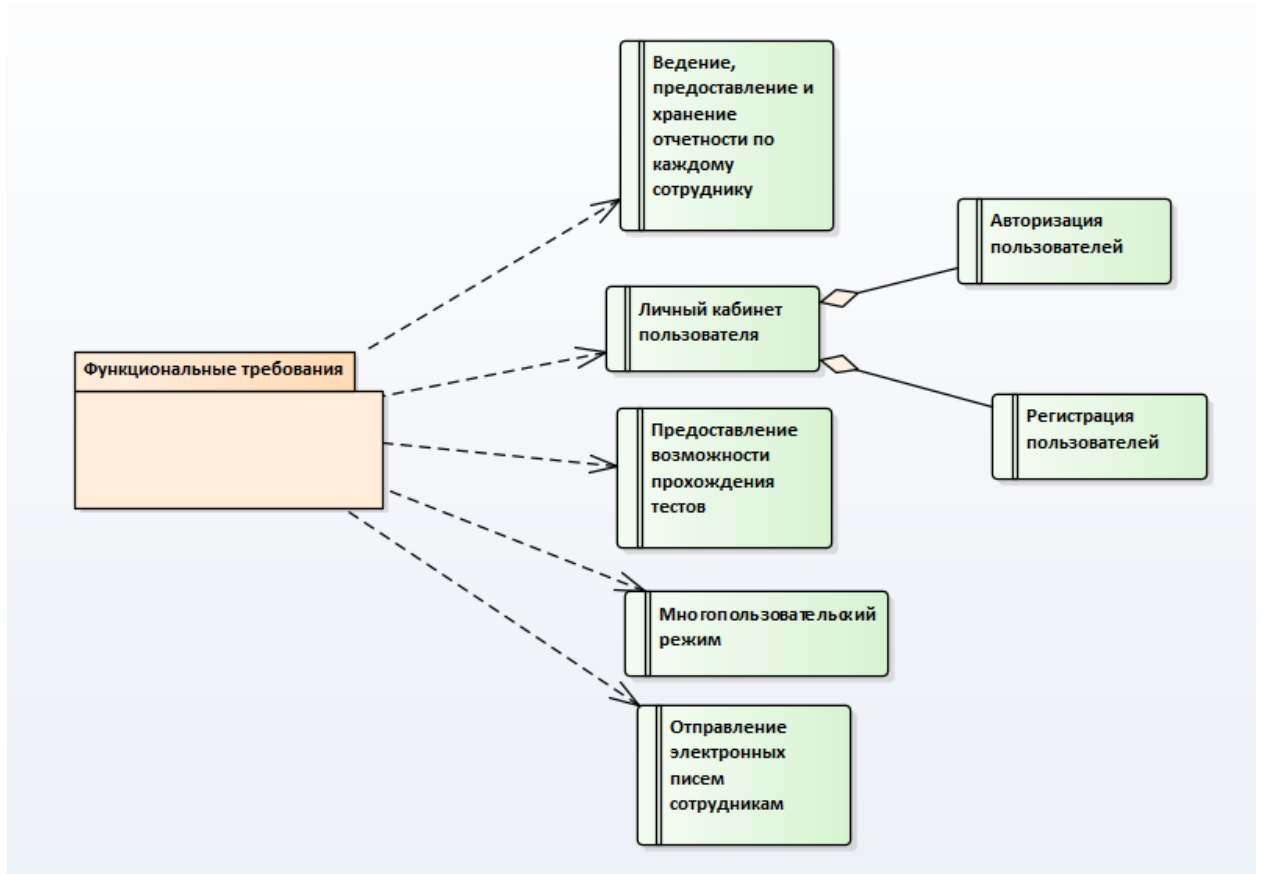 Ведение,
предоставление и
хранение
отчетности по
каждому
сотруднику
Авторизация
пользователей
Личный кабинет
пользователя
Функциональные требования
Регистрация
пользователей
Предоставление
возможности
прохождения
тестов
Многопользовательский
режим
Отправление
электронных
писем
сотрудникам